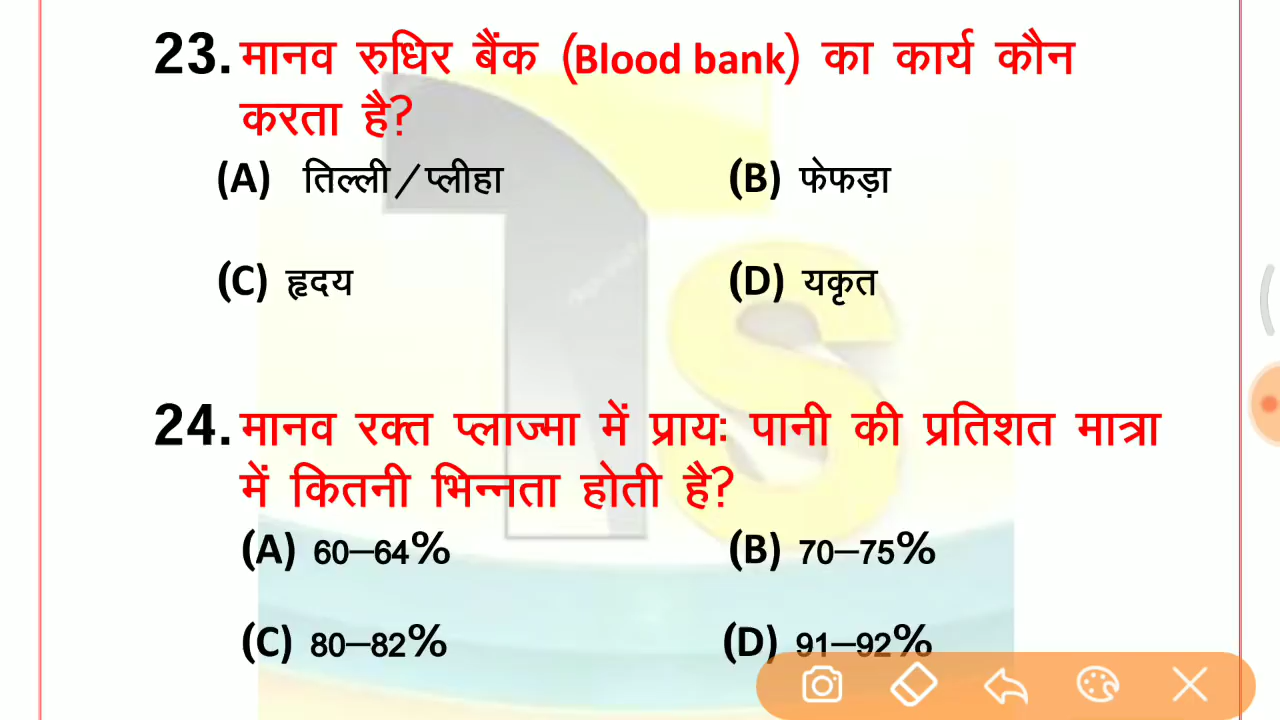 23. मानव रुधिर बैंक (Blood bank) का कार्य कौन
करता है?
(A) तिल्ली/प्लीहा (B) फेफड़ा
(C) हृदय (D) यकृत
24. मानव रक्त प्लाज्मा में प्रायः पानी की प्रतिशत मात्रा
में कितनी भिन्नता होती है?
(A) 60–64% (B) 70–75%
(C) 80–82% (D) 91–92%